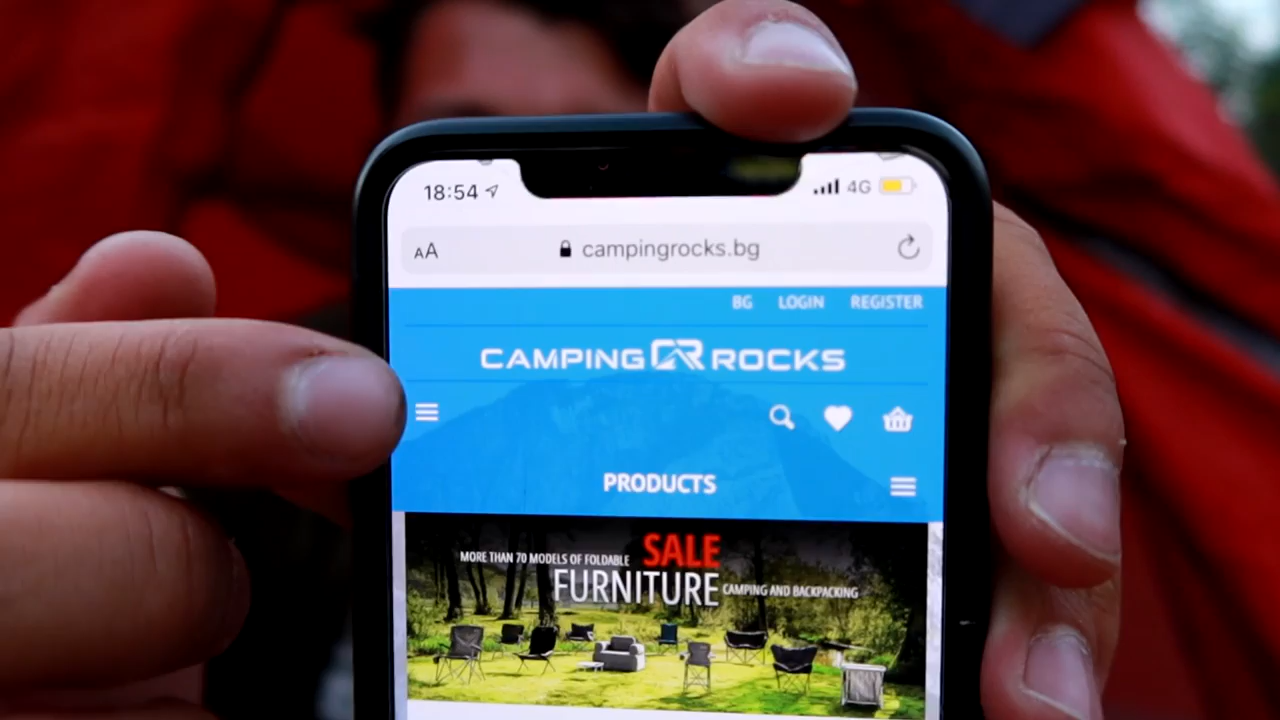 18:54 4G
AA campingrocks.bg
BG LOGIN REGISTER
CAMPING CR ROCKS
PRODUCTS
MORE THAN 70 MODELS OF FOLDABLE SALE
FURNITURE CAMPING AND BACKPACKING